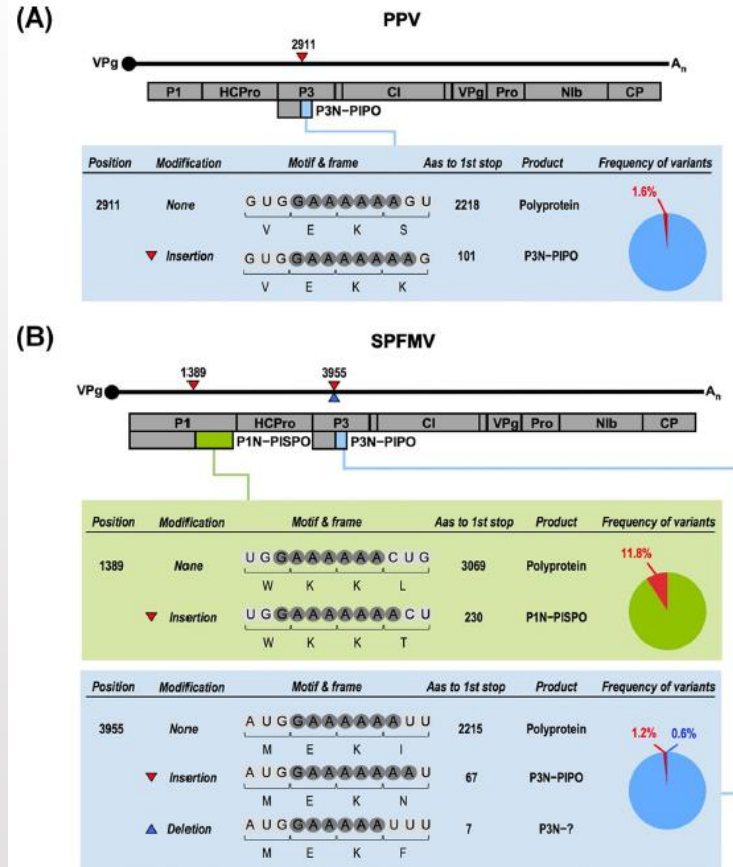 (A)
PPV
2911
VPg
An
P1 HCPro P3 CI VPg Pro NIb CP
P3N-PIPO
Position Modification Motif & frame Aas to 1st stop Product Frequency of variants
1.6%
2911 None G U G G A A A A A A G U 2218 Polyprotein
V E K S
Insertion G U G G A A A A A A A G 101 P3N-PIPO
V E K K
(B)
SPFMV
1389 3955
VPg
An
P1 HCPro P3 CI VPg Pro NIb CP
P1N-PISPO P3N-PIPO
Position Modification Motif & frame Aas to 1st stop Product Frequency of variants
11.8%
1389 None U G G A A A A A A C U G 3069 Polyprotein
W K K L
Insertion U G G A A A A A A A C U 230 P1N-PISPO
W K K T
Position Modification Motif & frame Aas to 1st stop Product Frequency of variants
1.2% 0.6%
3955 None A U G G A A A A A A U U 2215 Polyprotein
M E K I
Insertion A U G G A A A A A A A U 67 P3N-PIPO
M E K N
Deletion A U G G A A A A A U U U 7 P3N-?
M E K F